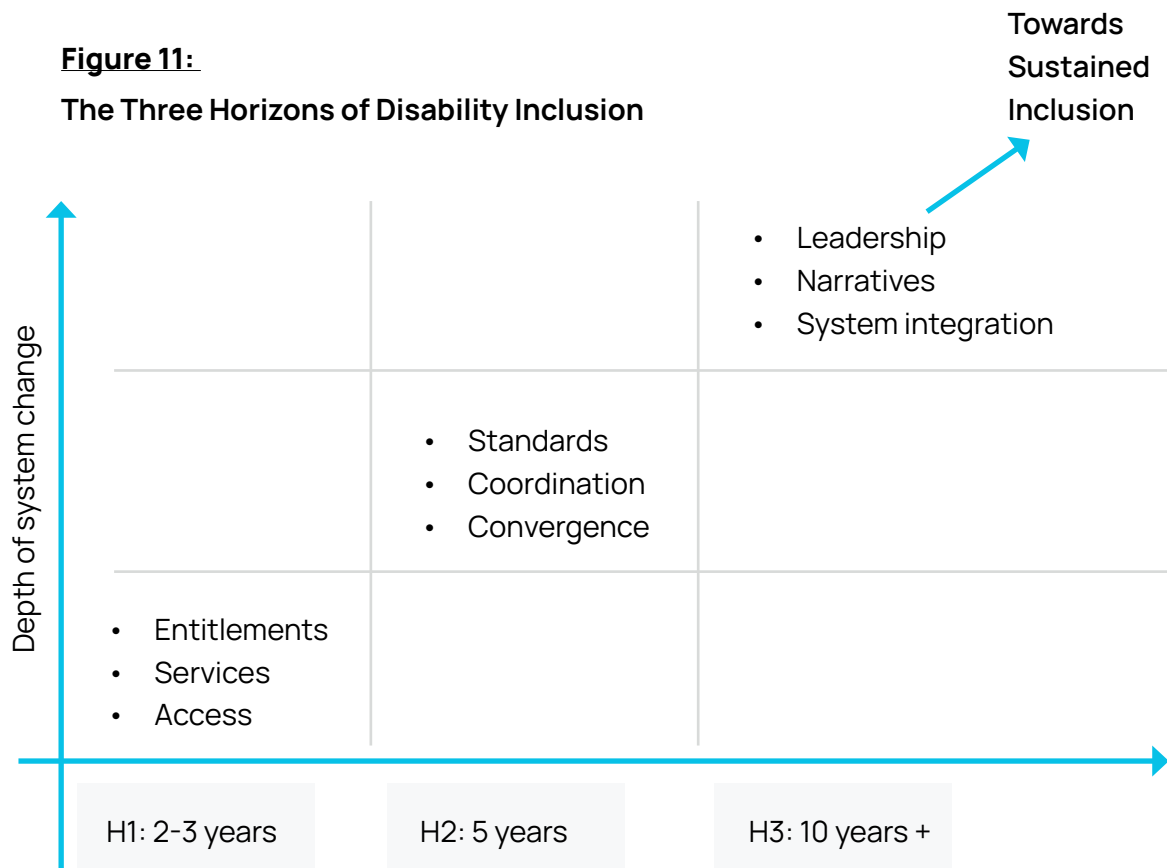 Figure 11:
The Three Horizons of Disability Inclusion
Towards
Sustained
Inclusion
Depth of system change
• Leadership
• Narratives
• System integration
• Standards
• Coordination
• Convergence
• Entitlements
• Services
• Access
H1: 2-3 years
H2: 5 years
H3: 10 years +